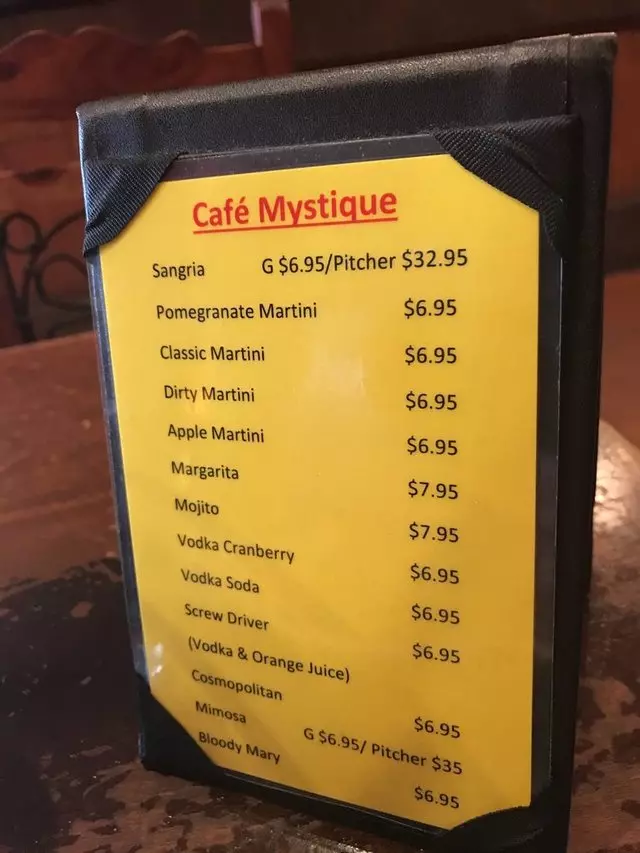 Café Mystique
Sangria G $6.95/Pitcher $32.95
Pomegranate Martini $6.95
Classic Martini $6.95
Dirty Martini $6.95
Apple Martini $6.95
Margarita $7.95
Mojito $7.95
Vodka Cranberry $6.95
Vodka Soda $6.95
Screw Driver $6.95
(Vodka & Orange Juice)
Cosmopolitan $6.95
Mimosa G $6.95/ Pitcher $35
Bloody Mary $6.95